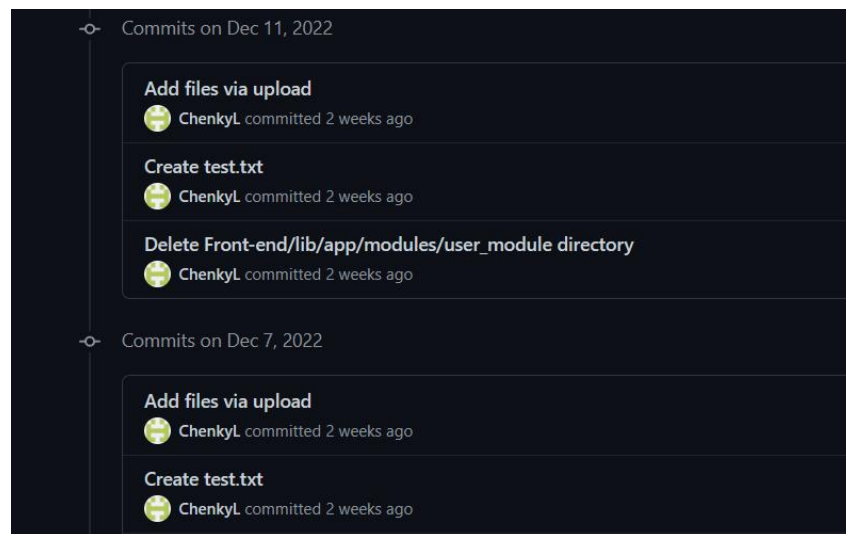 Commits on Dec 11, 2022
Add files via upload
ChenkyL committed 2 weeks ago
Create test.txt
ChenkyL committed 2 weeks ago
Delete Front-end/lib/app/modules/user_module directory
ChenkyL committed 2 weeks ago
Commits on Dec 7, 2022
Add files via upload
ChenkyL committed 2 weeks ago
Create test.txt
ChenkyL committed 2 weeks ago